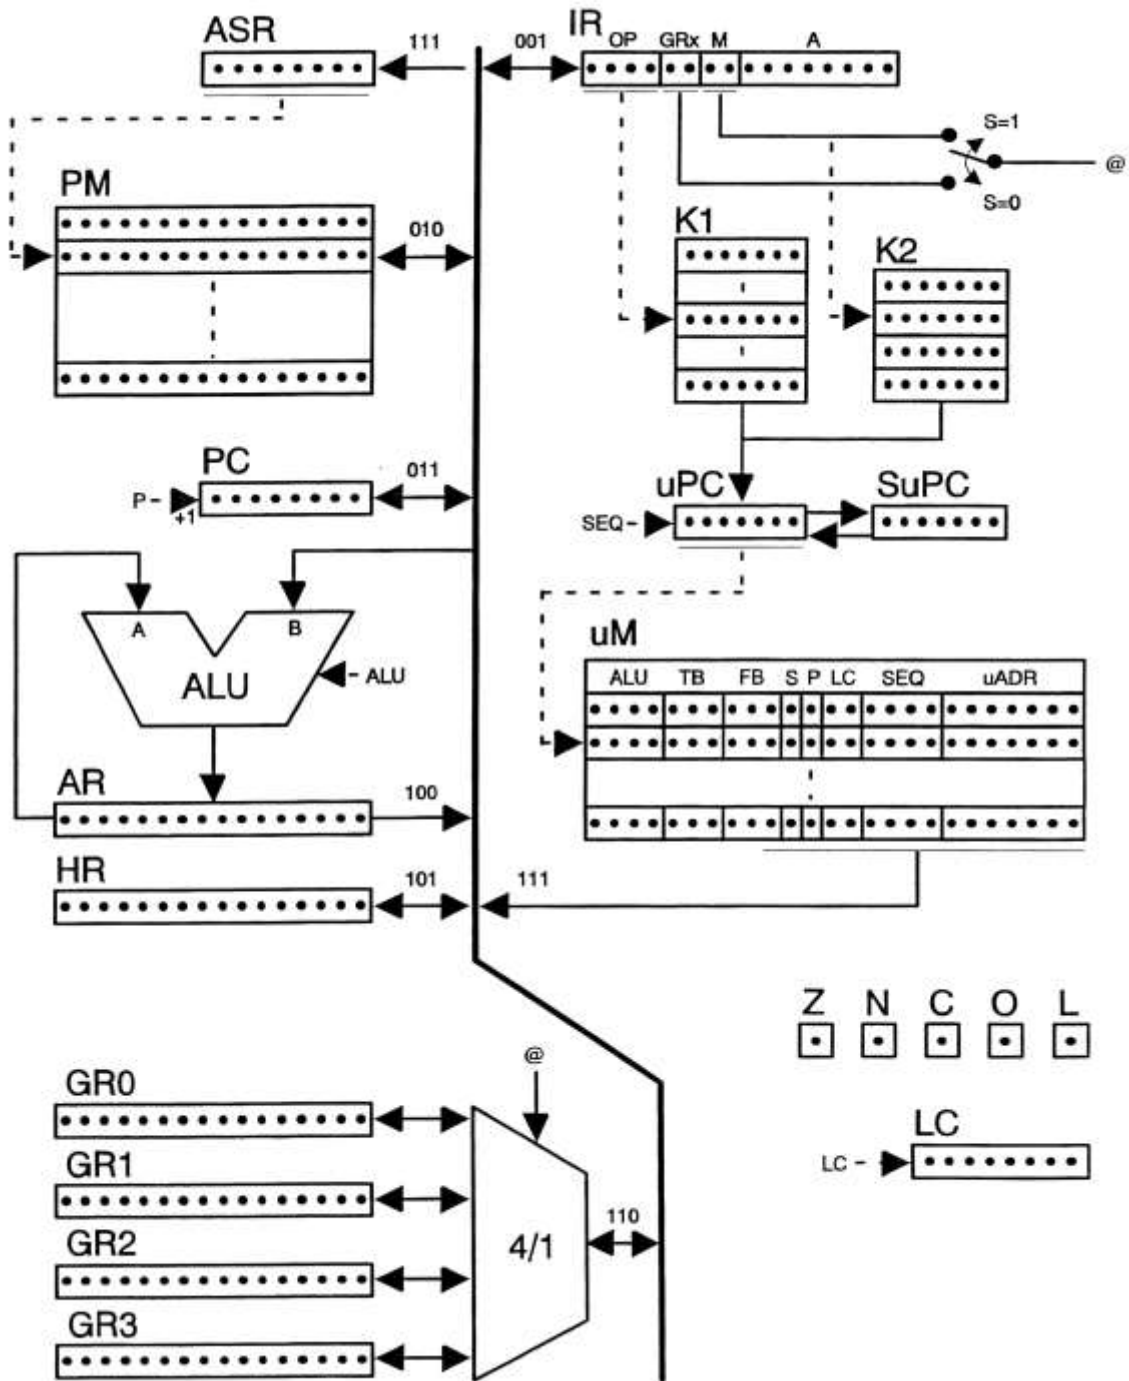 ASR
111
001
IR
OP GRx M A
S=1
@
S=0
PM
010
K1
K2
PC
011
P
+1
uPC
SuPC
SEQ
A
B
ALU
ALU
uM
ALU TB FB S P LC SEQ uADR
AR
100
HR
101
111
Z N C O L
@
GR0
GR1
GR2
GR3
4/1
110
LC
LC